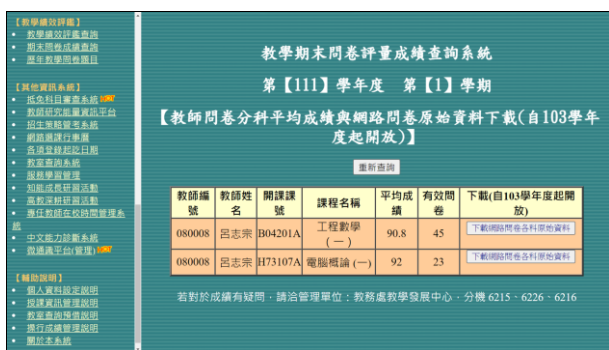 【教學績效評鑑】
• 教學績效評鑑查詢
• 期末問卷成績查詢
• 歷年教學問卷題目
【其他資訊系統】
• 抵免科目審查系統
• 教師研究能量資訊平台
• 招生策略管考系統
• 網路選課行事曆
• 各項登錄起訖日期
• 教室查詢系統
• 服務學習管理
• 知能成長研習活動
• 高教深耕研習活動
• 專任教師在校時間管理系
統
• 中文能力診斷系統
• 微通識平台(管理)
【輔助說明】
• 個人資料設定說明
• 授課資訊管理說明
• 教室查詢預借說明
• 操行成績管理說明
• 關於本系統
教學期末問卷評量成績查詢系統
第【111】學年度 第【1】學期
【教師問卷分科平均成績與網路問卷原始資料下載(自103學年
度起開放)】
重新查詢
教師編號 教師姓名 開課課號 課程名稱 平均成績 有效問卷 下載(自103學年度起開放)
080008 呂志宗 B04201A 工程數學(一) 90.8 45 下載網路問卷各科原始資料
080008 呂志宗 H73107A 電腦概論(一) 92 23 下載網路問卷各科原始資料
若對於成績有疑問，請洽管理單位：教務處教學發展中心，分機 6215、6226、6216